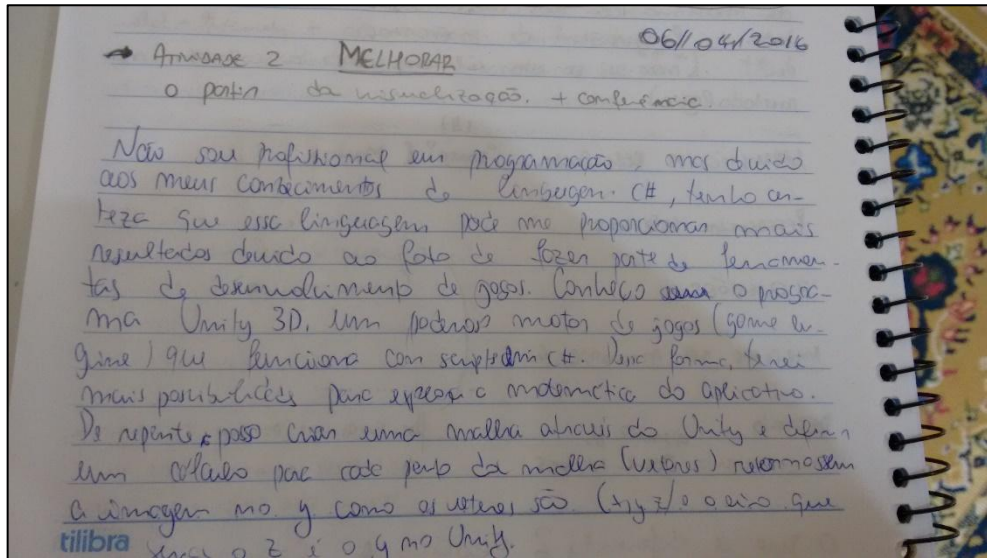 06/04/2016
→ Atividade 2 MELHORAR
a partir da visualização. + conferência
Não sou profissional em programação, mas devido
aos meus conhecimentos de linguagem C#, tenho cer-
teza que essa linguagem pode me proporcionar mais
resultados devido ao fato de fazer parte de ferramen-
tas de desenvolvimento de jogos. Conheço o progra-
ma Unity 3D, um poderoso motor de jogos (game en-
gine) que funciona com scripts em C#. Dessa forma, terei
mais possibilidades para expressar a matemática do aplicativo.
De repente posso criar uma malha através do Unity e definir
um cálculo para cada ponto da malha (vetores) retornassem
a imagem no y como os vetores são (x,y,z) o eixo que
tilibra
o z é o y no Unity.